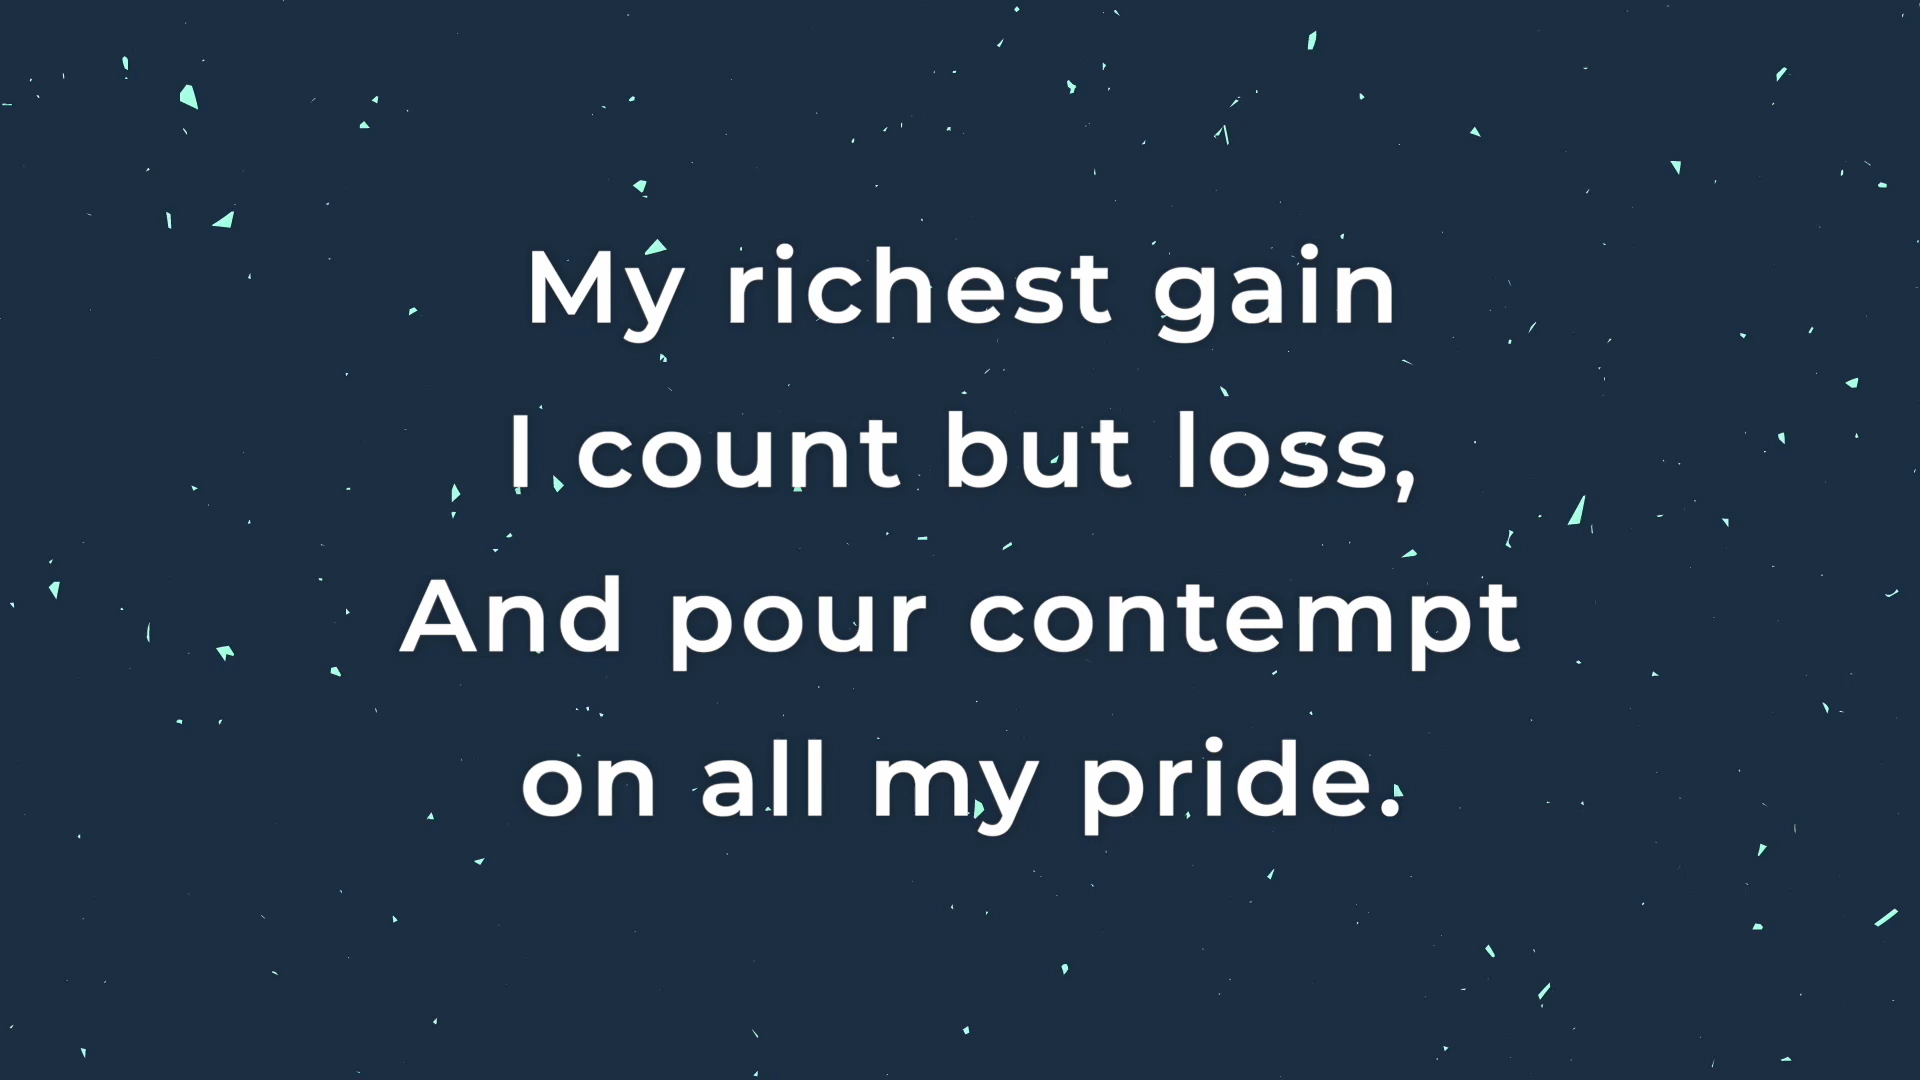 My richest gain
I count but loss,
And pour contempt
on all my pride.